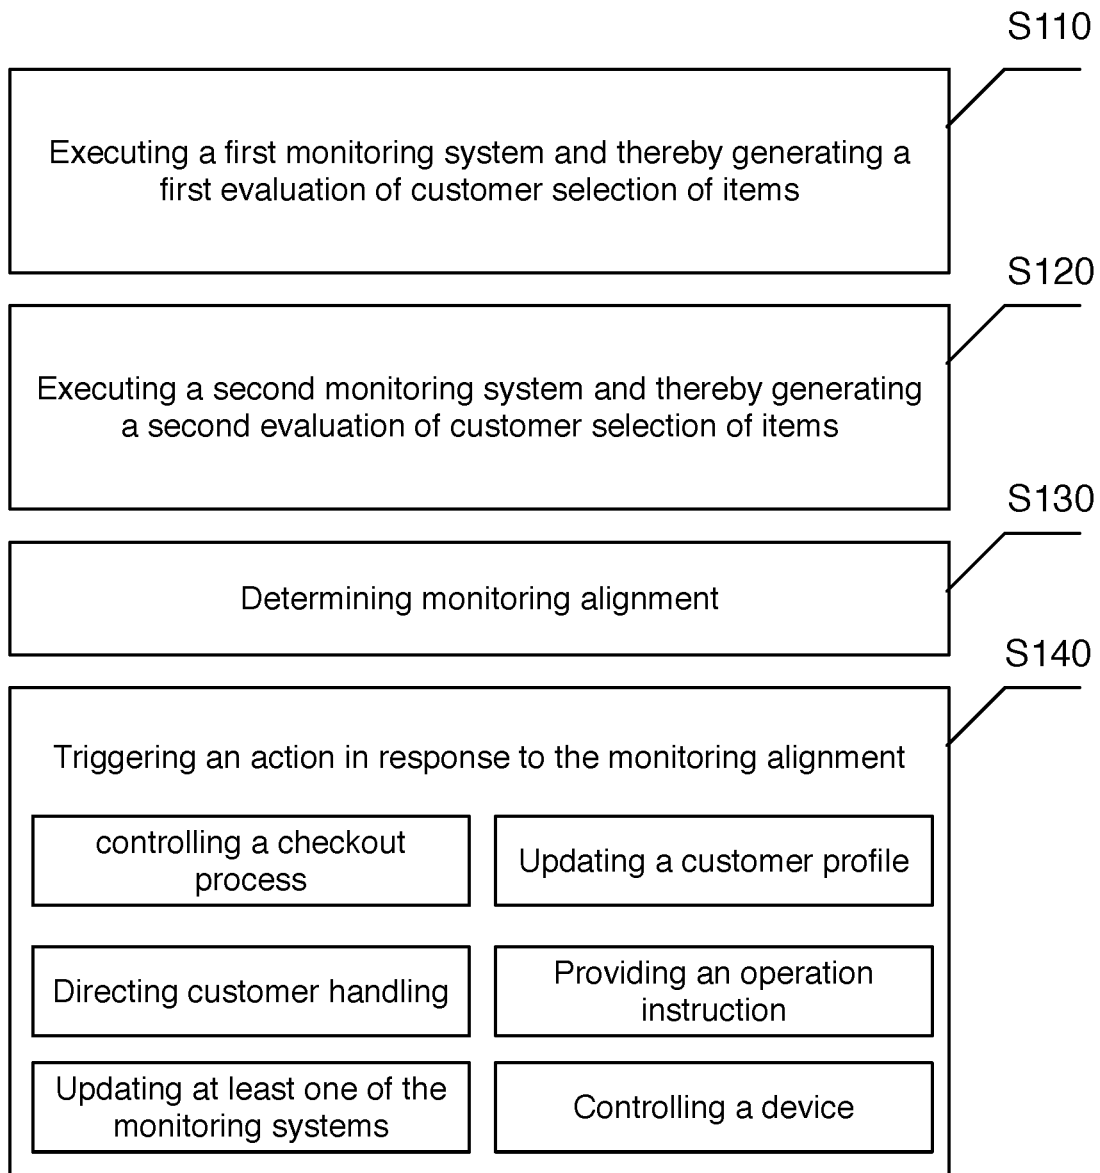 S110
Executing a first monitoring system and thereby generating a
first evaluation of customer selection of items
S120
Executing a second monitoring system and thereby generating
a second evaluation of customer selection of items
S130
Determining monitoring alignment
S140
Triggering an action in response to the monitoring alignment
controlling a checkout
process
Updating a customer profile
Directing customer handling
Providing an operation
instruction
Updating at least one of the
monitoring systems
Controlling a device